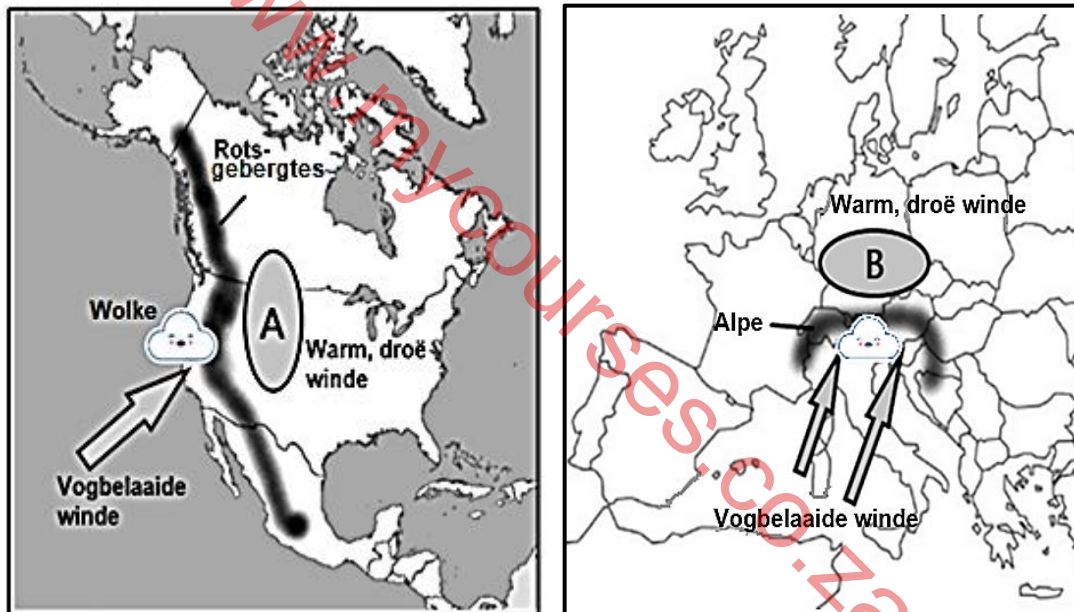 Rots-
gebergtes
Wolke
A
Warm, droë
winde
Vogbelaaide
winde
Warm, droë winde
B
Alpe
Vogbelaaide winde
www.mycourses.co.za